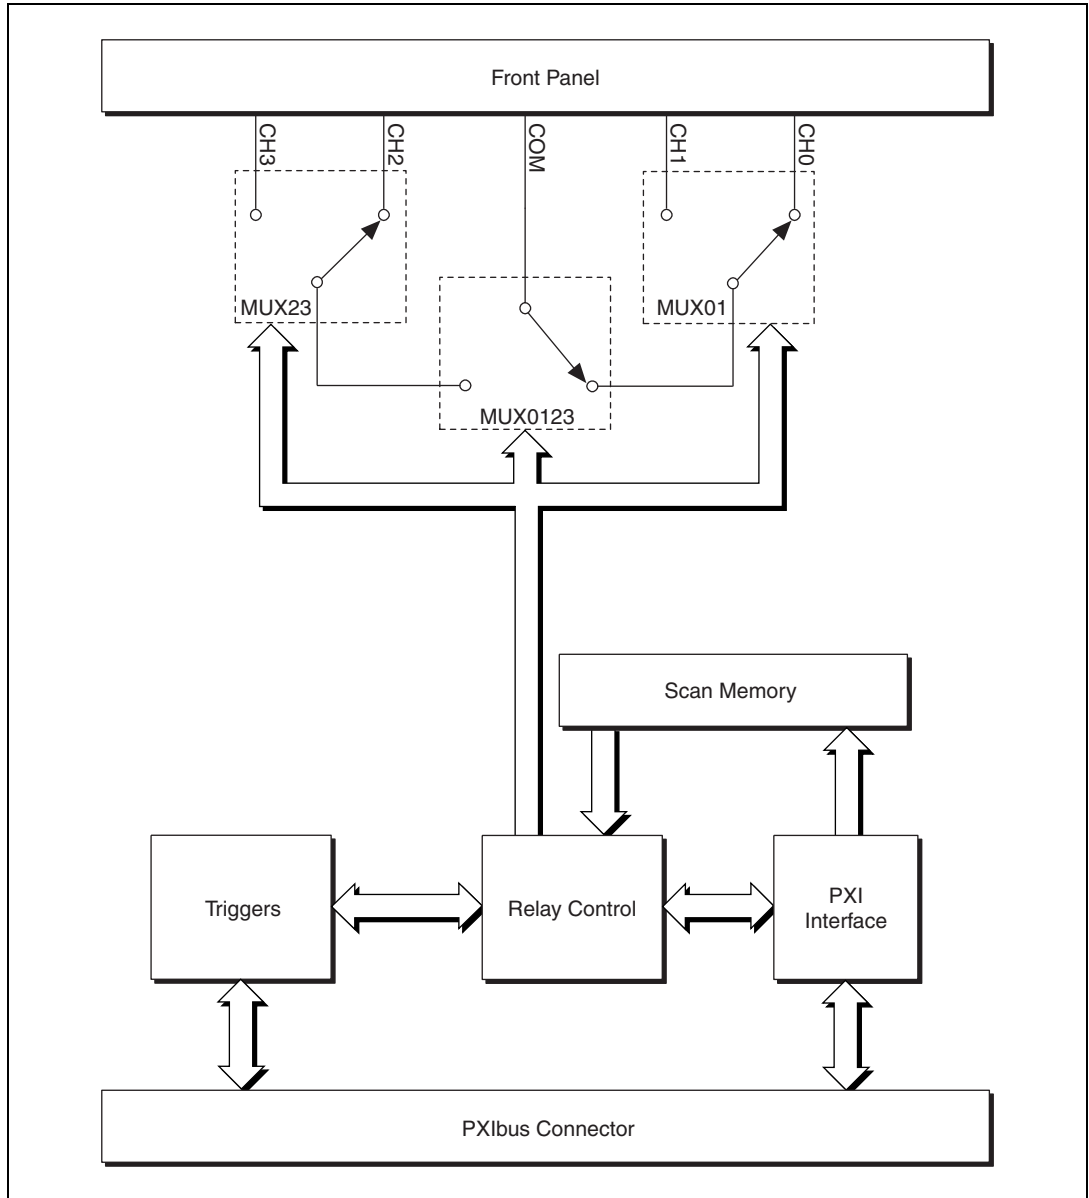 Front Panel
CH3
CH2
COM
CH1
CH0
MUX23
MUX01
MUX0123
Scan Memory
Triggers
Relay Control
PXI
Interface
PXIbus Connector